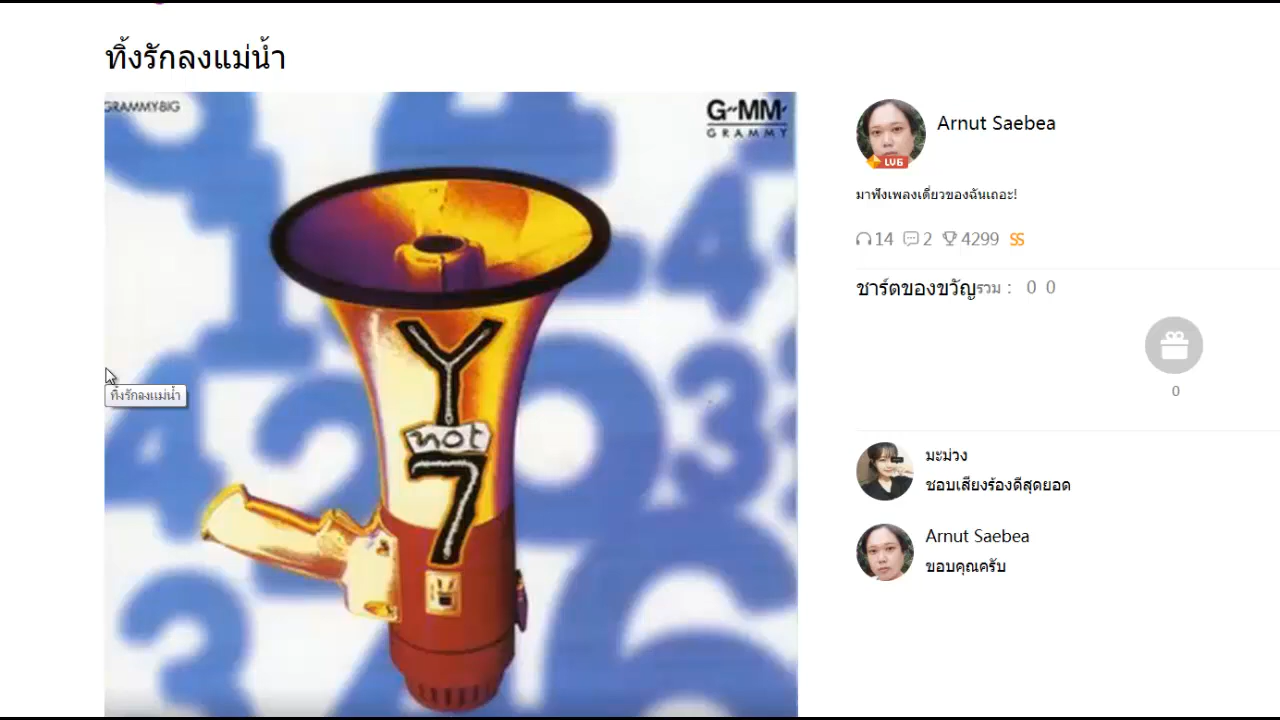 ทิ้งรักลงแม่น้ำ
GRAMMYBIG
G"MM'
GRAMMY
Y
not
7
ทิ้งรักลงแม่น้ำ
Arnut Saebea
LV6
มาฟังเพลงเดี่ยวของฉันเถอะ!
14 2 4299 SS
ชาร์ตของขวัญรวม : 0 0
0
มะม่วง
ชอบเสียงร้องดีสุดยอด
Arnut Saebea
ขอบคุณครับ